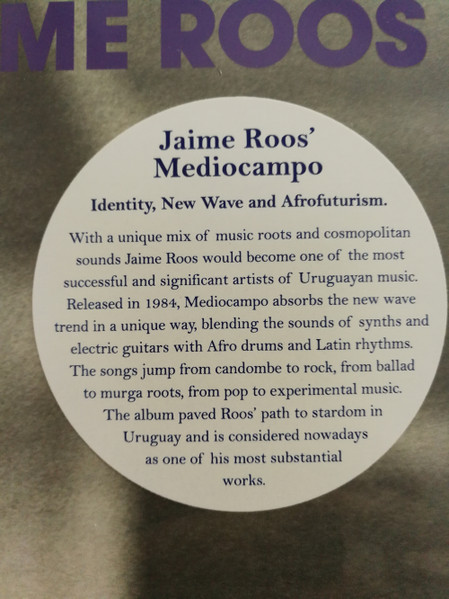 ME ROOS
Jaime Roos'
Mediocampo
Identity, New Wave and Afrofuturism.
With a unique mix of music roots and cosmopolitan
sounds Jaime Roos would become one of the most
successful and significant artists of Uruguayan music.
Released in 1984, Mediocampo absorbs the new wave
trend in a unique way, blending the sounds of synths and
electric guitars with Afro drums and Latin rhythms.
The songs jump from candombe to rock, from ballad
to murga roots, from pop to experimental music.
The album paved Roos' path to stardom in
Uruguay and is considered nowadays
as one of his most substantial
works.